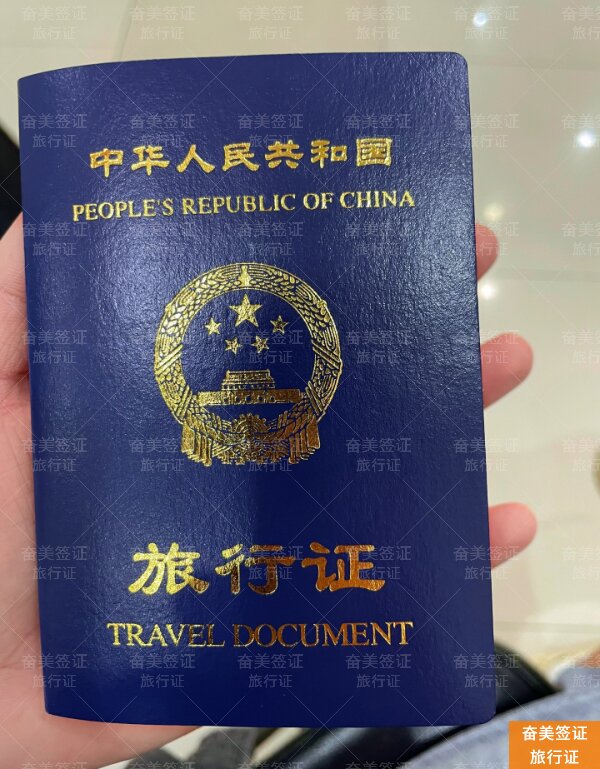 中华人民共和国
PEOPLE'S REPUBLIC OF CHINA
旅行证
TRAVEL DOCUMENT
奋美签证
旅行证